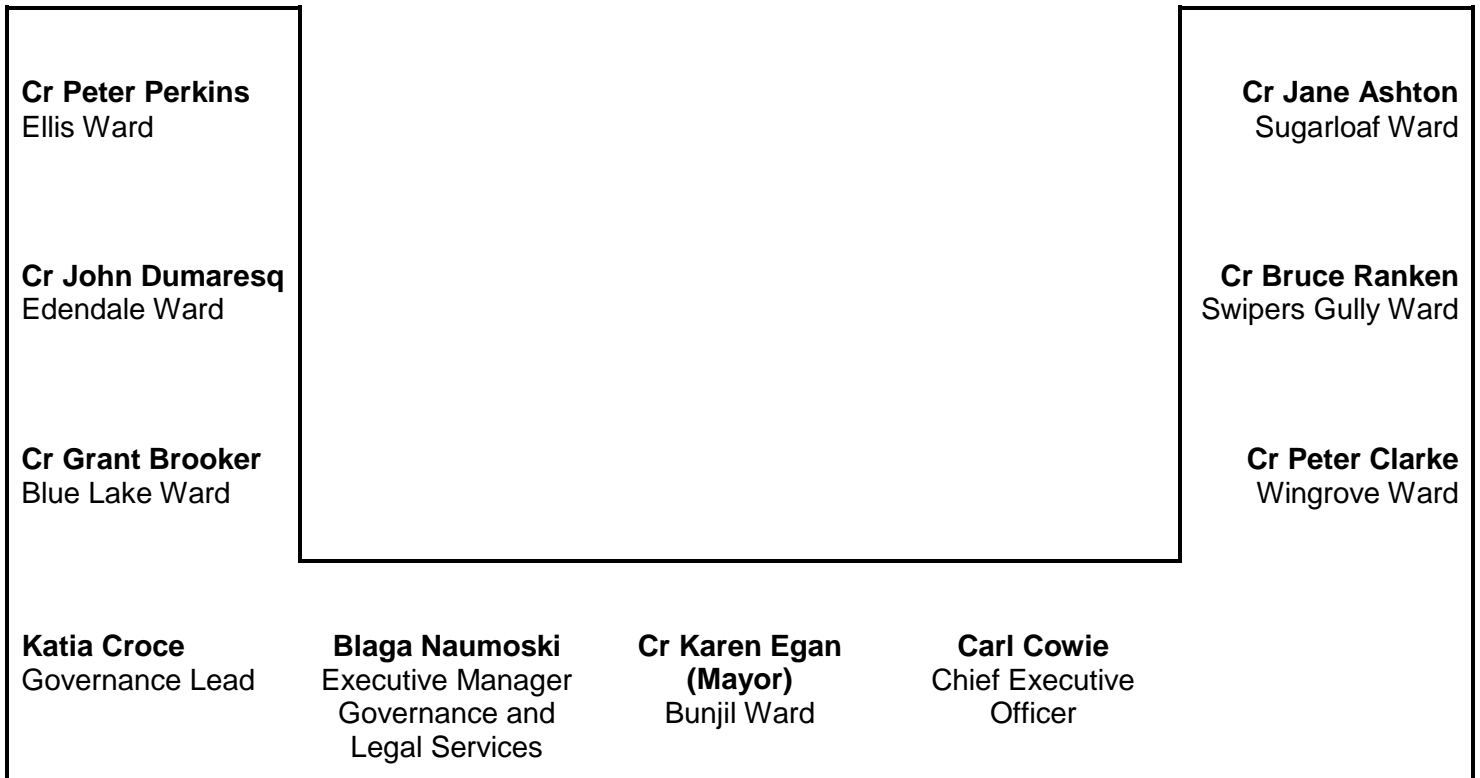 Cr Peter Perkins
Ellis Ward
Cr Jane Ashton
Sugarloaf Ward
Cr John Dumaresq
Edendale Ward
Cr Bruce Ranken
Swipers Gully Ward
Cr Grant Brooker
Blue Lake Ward
Cr Peter Clarke
Wingrove Ward
Katia Croce
Governance Lead
Blaga Naumoski
Executive Manager
Governance and
Legal Services
Cr Karen Egan
(Mayor)
Bunjil Ward
Carl Cowie
Chief Executive
Officer